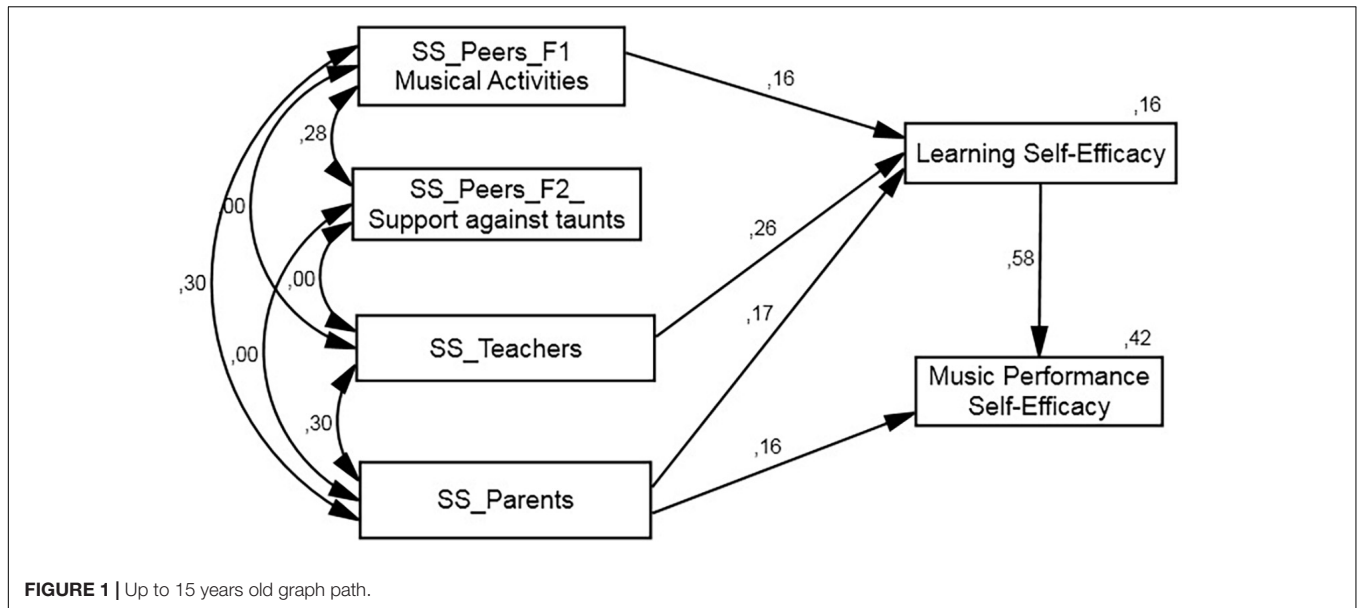 SS_Peers_F1
Musical Activities
,16
,16
Learning Self-Efficacy
,28
SS_Peers_F2_
Support against taunts
,00
,26
,58
,30
,00
,17
,42
SS_Teachers
,00
Music Performance
Self-Efficacy
,30
,16
SS_Parents
FIGURE 1 | Up to 15 years old graph path.